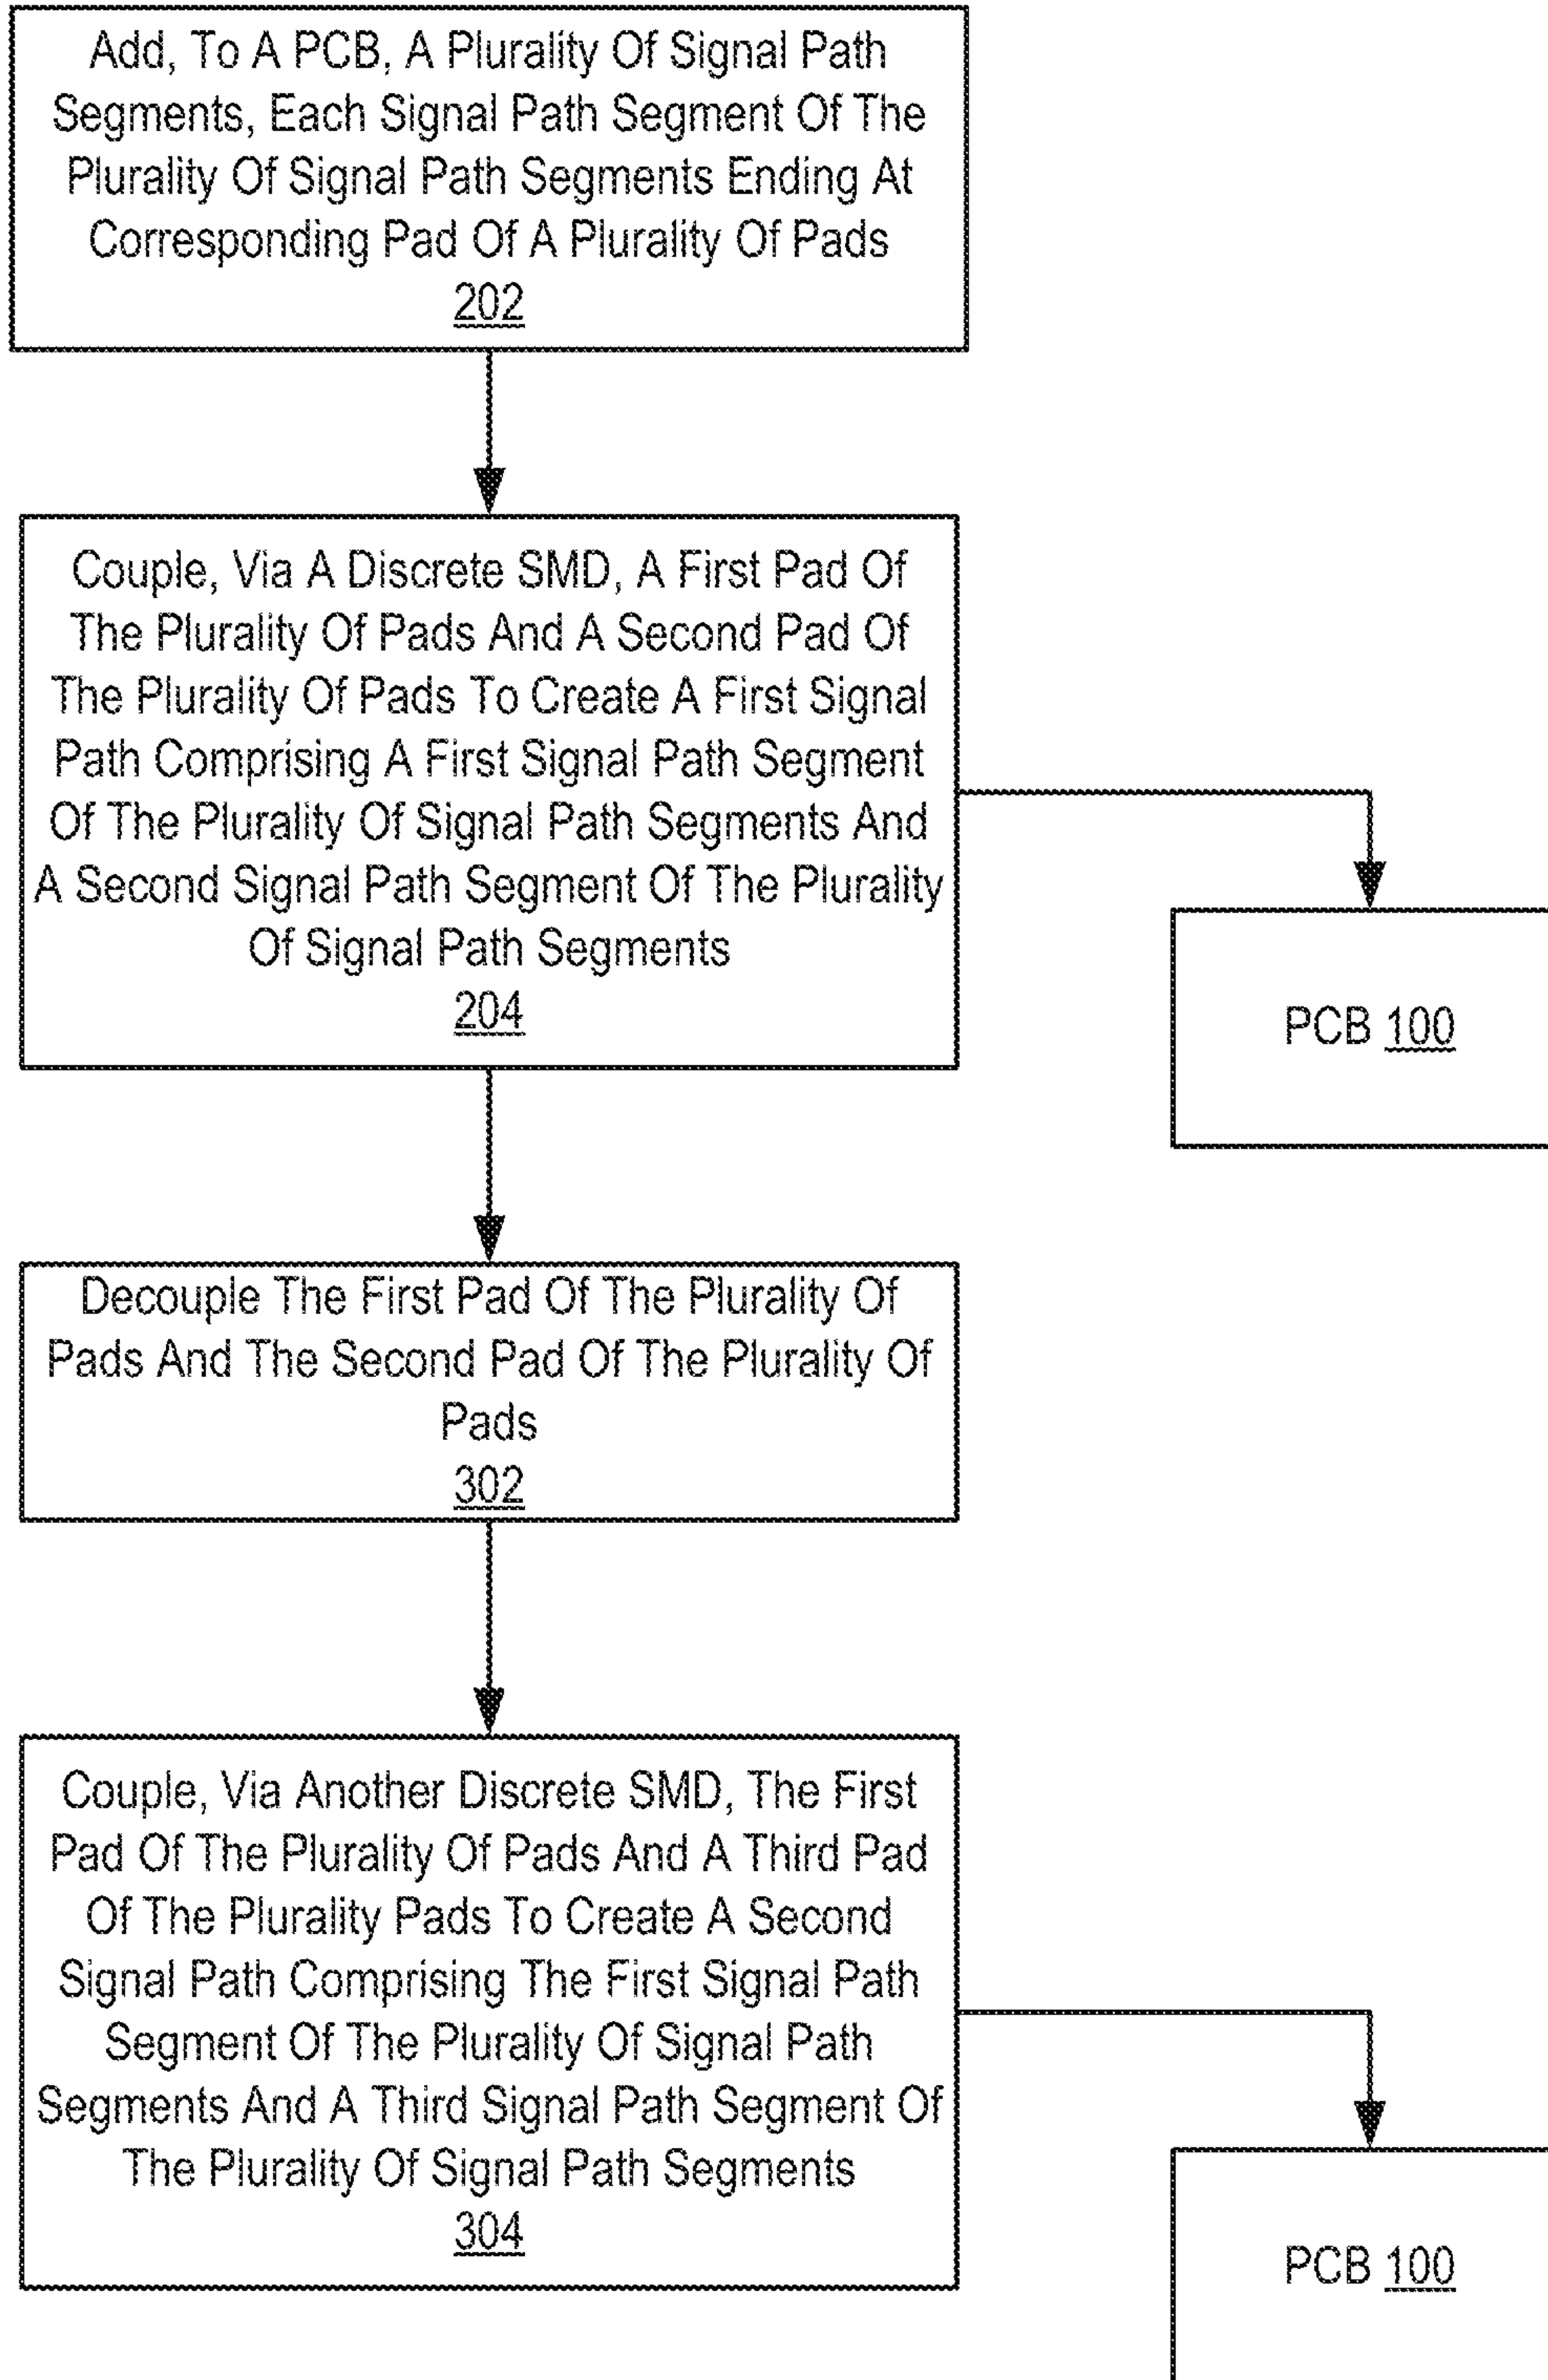 Add, To A PCB, A Plurality Of Signal Path
Segments, Each Signal Path Segment Of The
Plurality Of Signal Path Segments Ending At
Corresponding Pad Of A Plurality Of Pads
202
Couple, Via A Discrete SMD, A First Pad Of
The Plurality Of Pads And A Second Pad Of
The Plurality Of Pads To Create A First Signal
Path Comprising A First Signal Path Segment
Of The Plurality Of Signal Path Segments And
A Second Signal Path Segment Of The Plurality
Of Signal Path Segments
204
PCB 100
Decouple The First Pad Of The Plurality Of
Pads And The Second Pad Of The Plurality Of
Pads
302
Couple, Via Another Discrete SMD, The First
Pad Of The Plurality Of Pads And A Third Pad
Of The Plurality Pads To Create A Second
Signal Path Comprising The First Signal Path
Segment Of The Plurality Of Signal Path
Segments And A Third Signal Path Segment Of
The Plurality Of Signal Path Segments
304
PCB 100